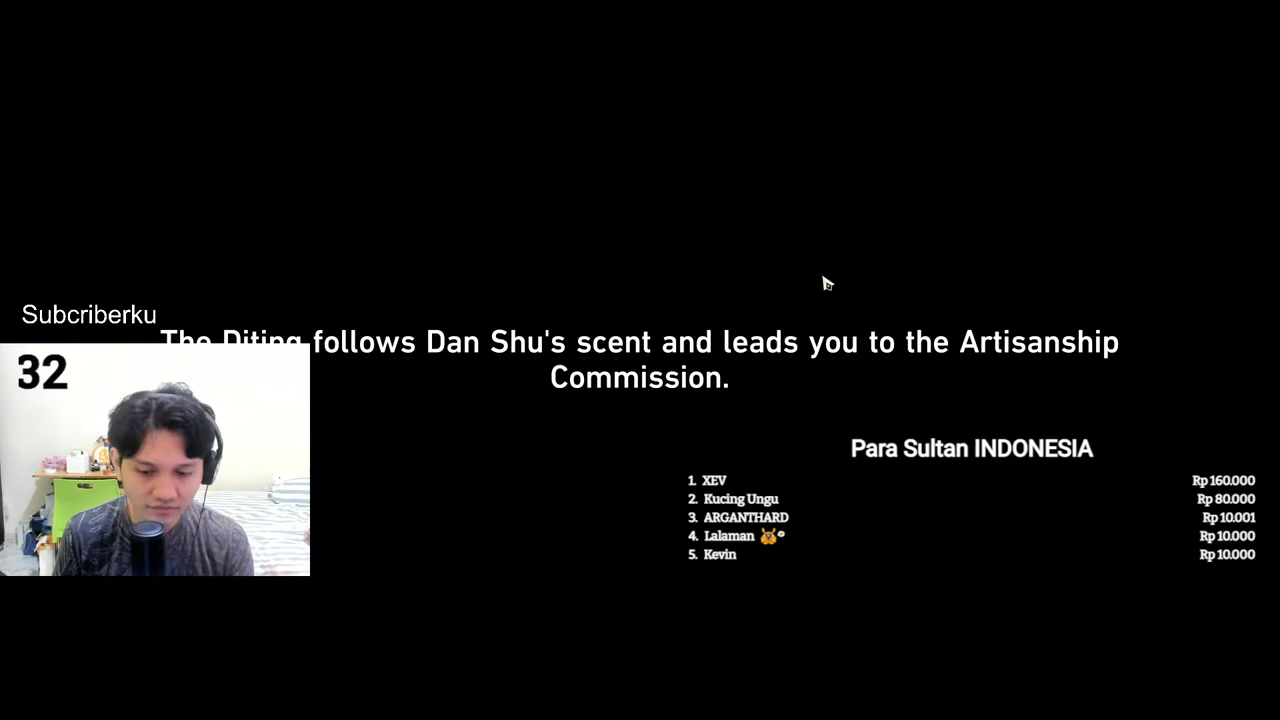 Subcriberku
The Diting follows Dan Shu's scent and leads you to the Artisanship
Commission.
32
Para Sultan INDONESIA
1. XEV Rp 160.000
2. Kucing Ungu Rp 80.000
3. ARGANTHARD Rp 10.001
4. Lalaman Rp 10.000
5. Kevin Rp 10.000